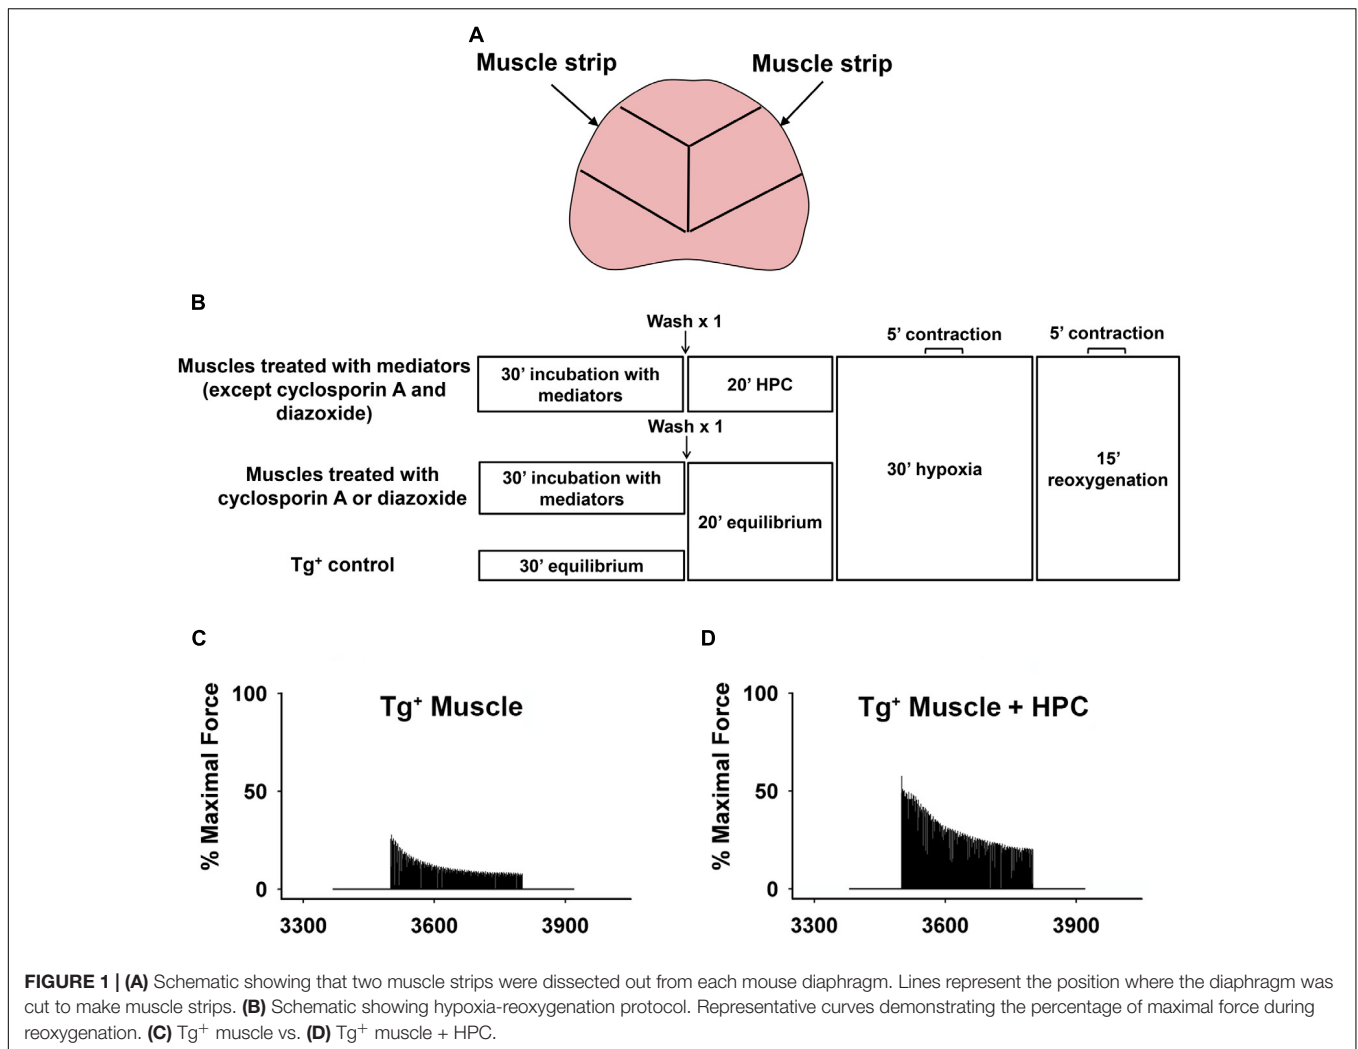 A
Muscle strip
Muscle strip
B
Wash x 1
5’ contraction
5’ contraction
Muscles treated with mediators
(except cyclosporin A and
diazoxide)
30’ incubation with
mediators
20’ HPC
Wash x 1
Muscles treated with
cyclosporin A or diazoxide
30’ incubation with
mediators
20’ equilibrium
30’ hypoxia
15’
reoxygenation
Tg⁺ control
30’ equilibrium
C
% Maximal Force
100
50
0
Tg⁺ Muscle
3300
3600
3900
D
% Maximal Force
100
50
0
Tg⁺ Muscle + HPC
3300
3600
3900
FIGURE 1 | (A) Schematic showing that two muscle strips were dissected out from each mouse diaphragm. Lines represent the position where the diaphragm was
cut to make muscle strips. (B) Schematic showing hypoxia-reoxygenation protocol. Representative curves demonstrating the percentage of maximal force during
reoxygenation. (C) Tg⁺ muscle vs. (D) Tg⁺ muscle + HPC.